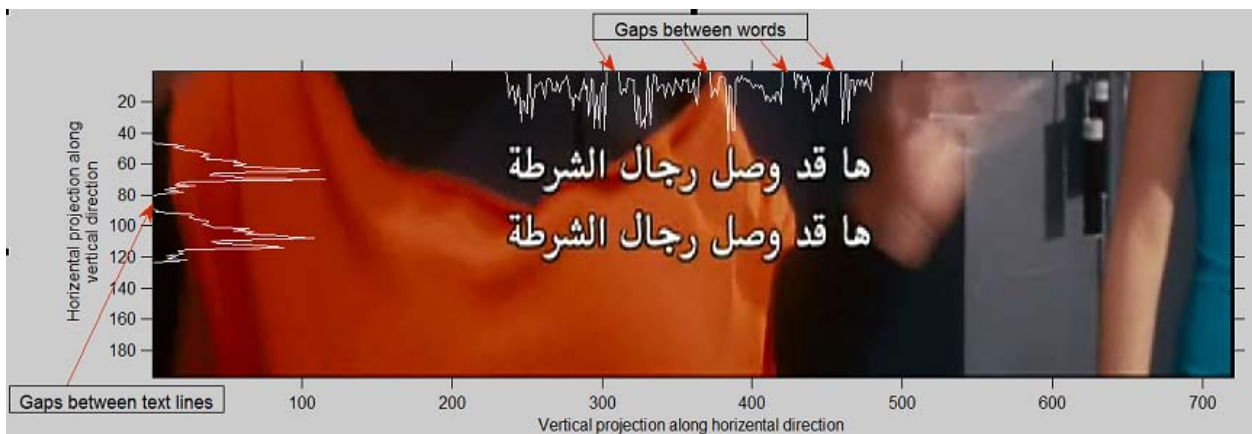 Gaps between words
20
40
60
80
100
120
140
160
180
Horizental projection along
vertical direction
ها قد وصل رجال الشرطة
ها قد وصل رجال الشرطة
Gaps between text lines
100
200
300
400
500
600
700
Vertical projection along horizental direction